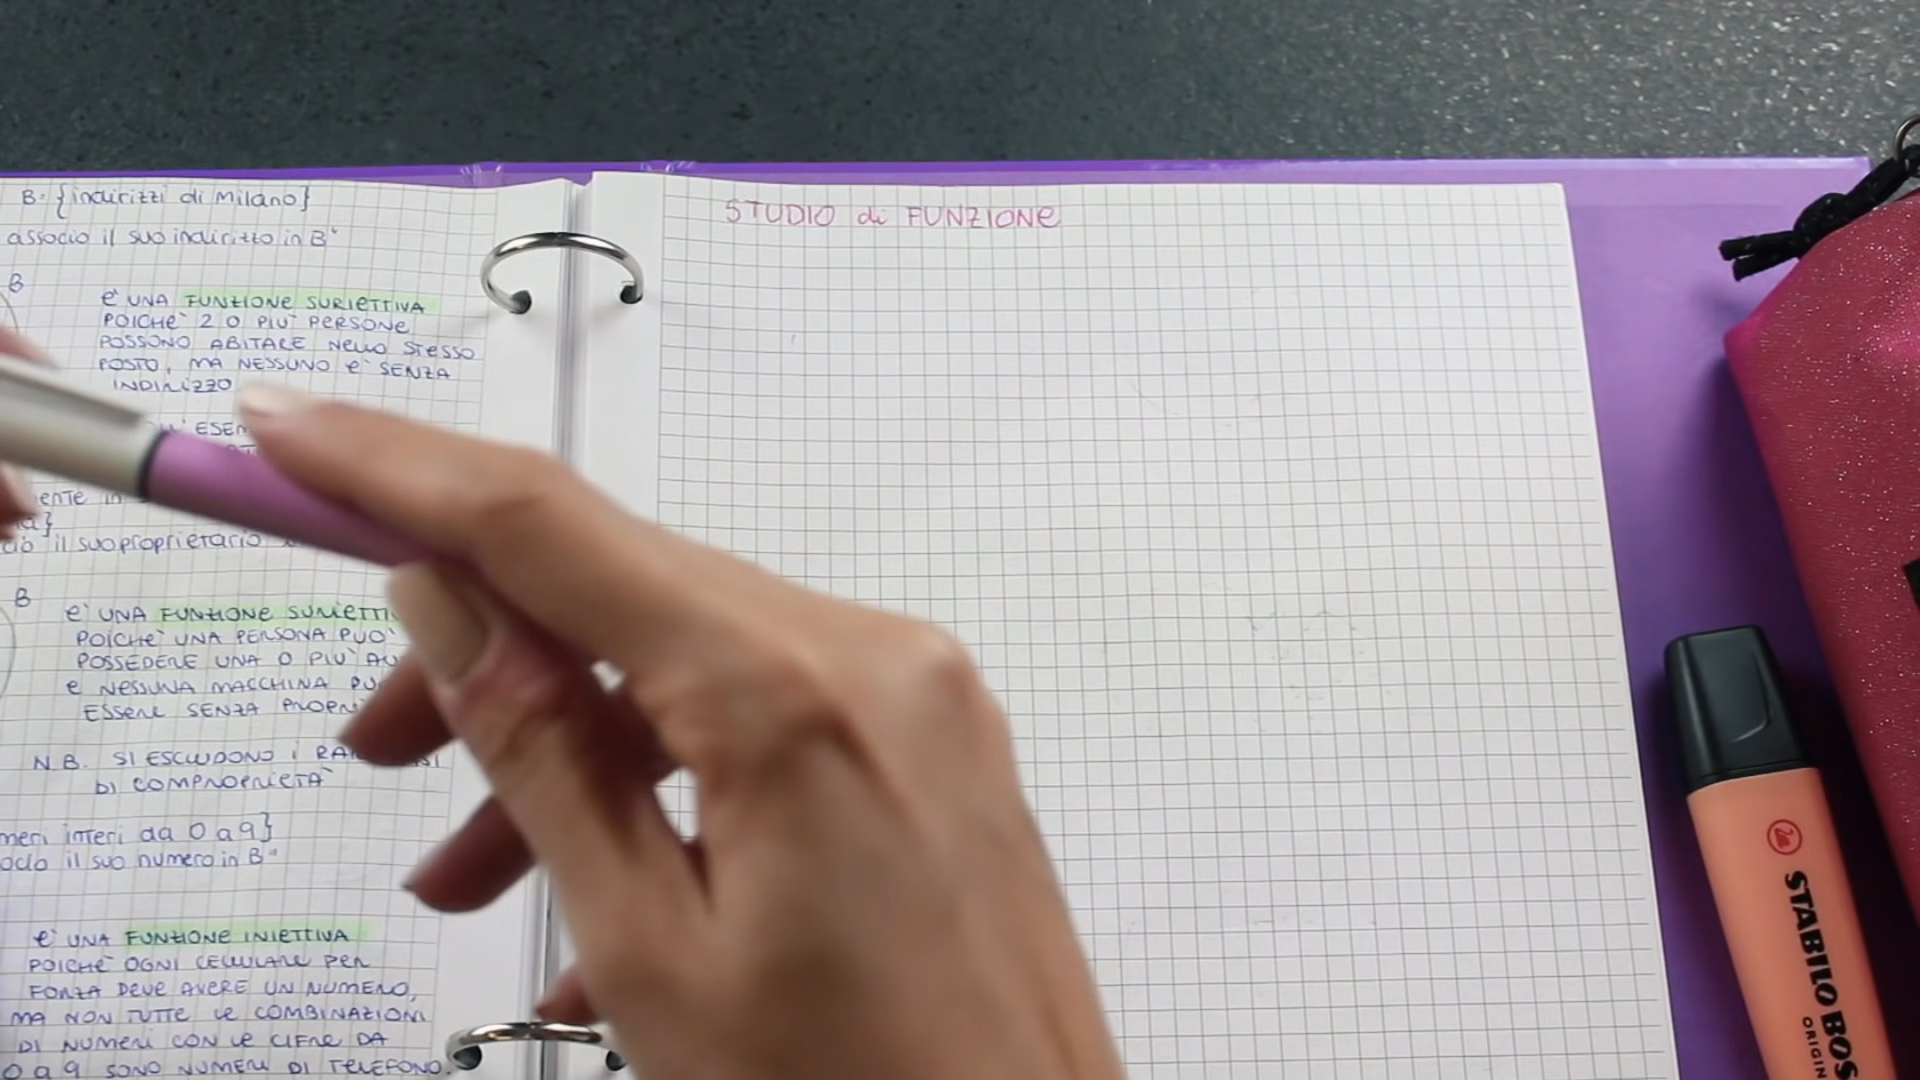 B = {indirizzi di Milano}
associo il suo indirizzo in B"
B
è UNA FUNZIONE SURIETTIVA
POICHÈ 2 O PIÙ PERSONE
POSSONO ABITARE NELLO STESSO
POSTO, MA NESSUNO È SENZA
INDIRIZZO
il suo proprietario
B
È UNA FUNZIONE
POICHÈ UNA PERSONA PUÒ
POSSEDERE UNA O PIÙ
E NESSUNA MACCHINA
ESSERE SENZA
N.B. SI ESCLUDONO I
DI COMPROPRIETÀ
interi da 0 a 9}
il suo numero in B"
È UNA FUNZIONE INIETTIVA
POICHÈ OGNI CELLULARE PER
FORZA DEVE AVERE UN NUMERO,
MA NON TUTTE LE COMBINAZIONI
DI NUMERI CON LE CIFRE DA
0 a 9 SONO NUMERI DI TELEFONO.
STUDIO di FUNZIONE
STABILO BOS
ORIGIN